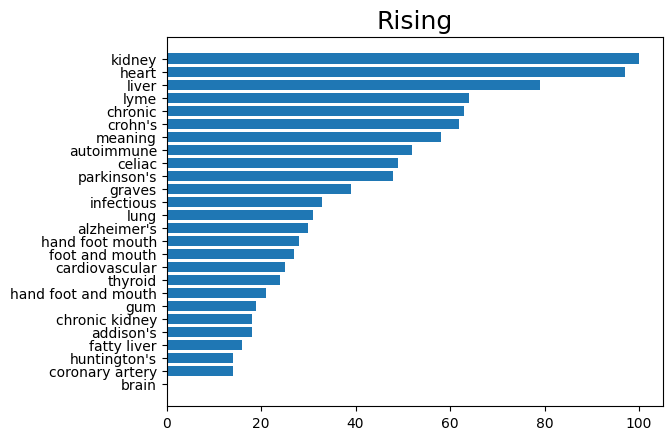 Rising
kidney
heart
liver
lyme
chronic
crohn's
meaning
autoimmune
celiac
parkinson's
graves
infectious
lung
alzheimer's
hand foot mouth
foot and mouth
cardiovascular
thyroid
hand foot and mouth
gum
chronic kidney
addison's
fatty liver
huntington's
coronary artery
brain
0 20 40 60 80 100